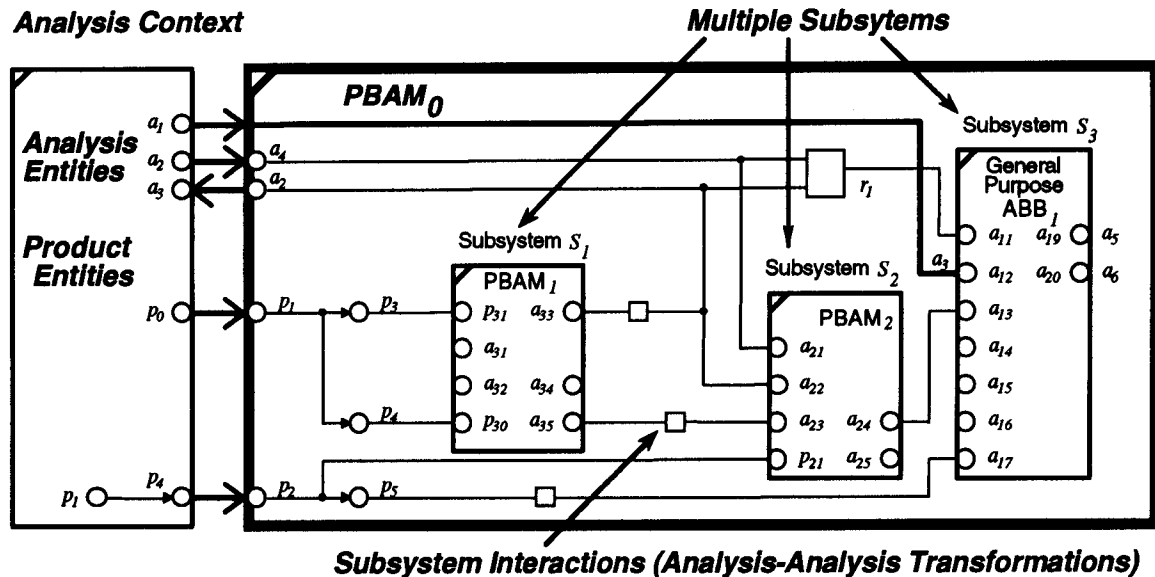 Analysis Context
Multiple Subsytems
PBAM0
Subsystem S3
Analysis
Entities
a1
a2
a3
a4
a2
r1
General
Purpose
ABB1
a11 a19 a5
a3 a12 a20 a6
a13
a14
a15
a16
a17
Product
Entities
Subsystem S1
PBAM1
p31 a33
a31
a32 a34
p30 a35
Subsystem S2
PBAM2
a21
a22
a23 a24
p21 a25
p0
p1
p3
p4
p1
p4
p2
p5
Subsystem Interactions (Analysis-Analysis Transformations)